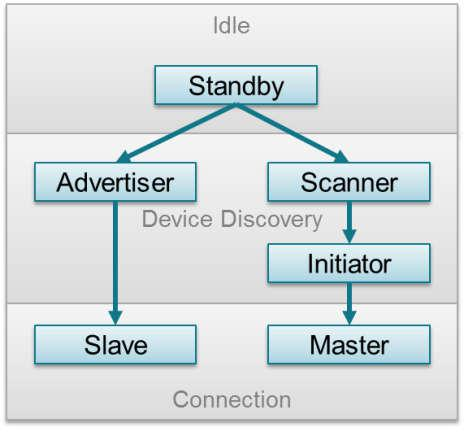 Idle
Standby
Advertiser
Scanner
Device Discovery
Initiator
Slave
Master
Connection